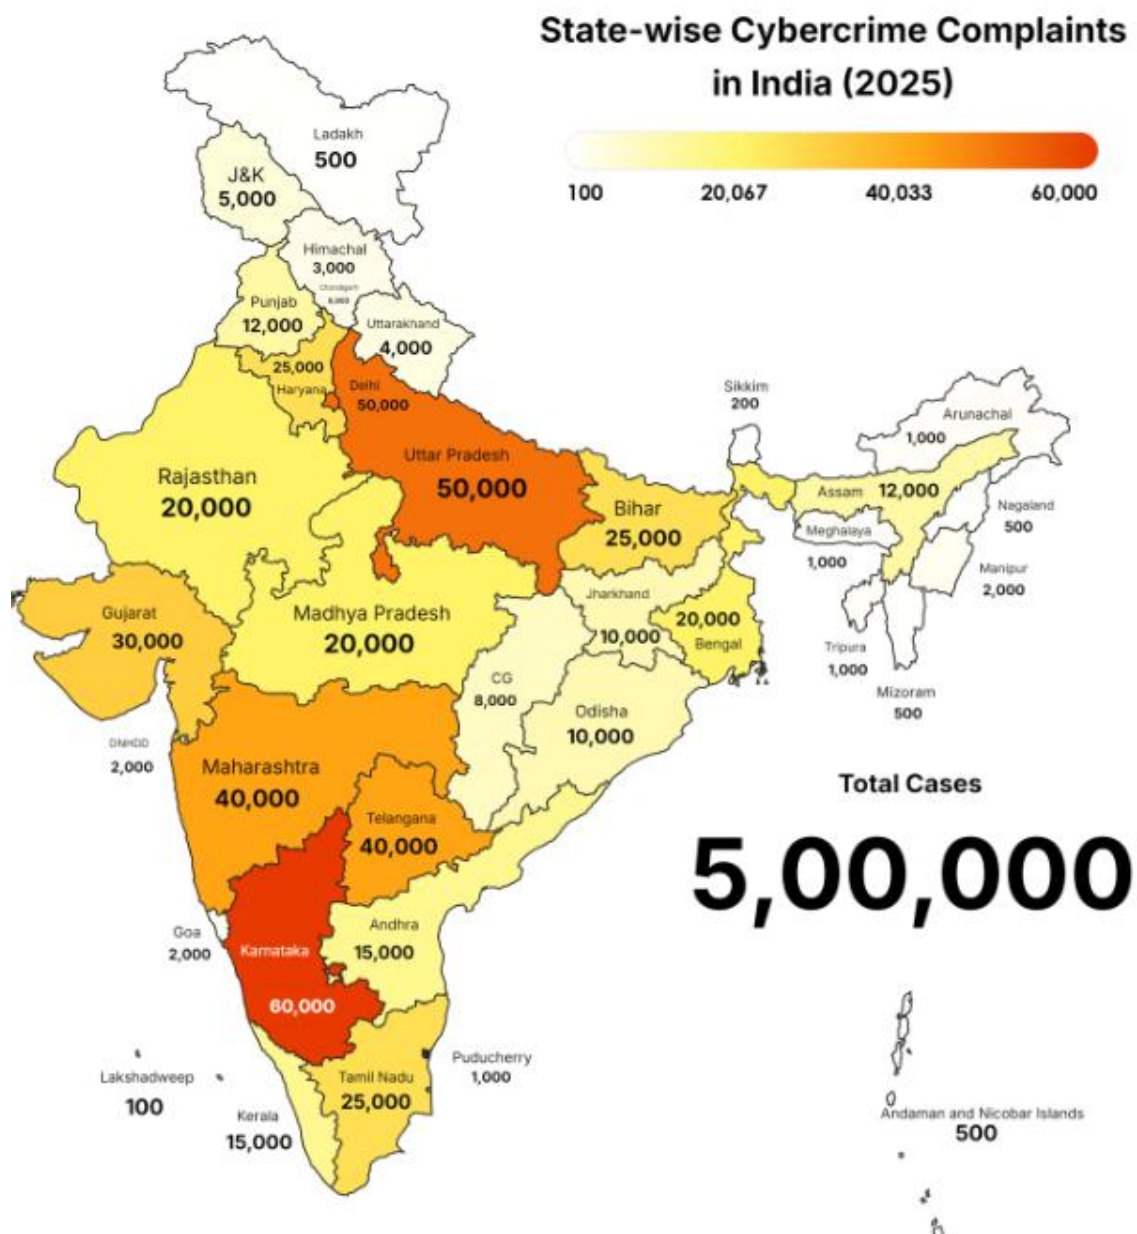 State-wise Cybercrime Complaints
in India (2025)
100 20,067 40,033 60,000
Ladakh
500
J&K
5,000
Himachal
3,000
Chandigarh
Punjab
12,000
Uttarakhand
4,000
25,000
Haryana
Delhi
50,000
Sikkim
200
Arunachal
1,000
Rajasthan
20,000
Uttar Pradesh
50,000
Bihar
25,000
Assam 12,000
Nagaland
500
Meghalaya
1,000
Manipur
2,000
Jharkhand
10,000
20,000
Bengal
Gujarat
30,000
Madhya Pradesh
20,000
Tripura
1,000
Mizoram
500
CG
8,000
Odisha
10,000
DNHDD
2,000
Maharashtra
40,000
Telangana
40,000
Total Cases
5,00,000
Goa
2,000
Karnataka
60,000
Andhra
15,000
Lakshadweep
100
Kerala
15,000
Tamil Nadu
25,000
Puducherry
1,000
Andaman and Nicobar Islands
500